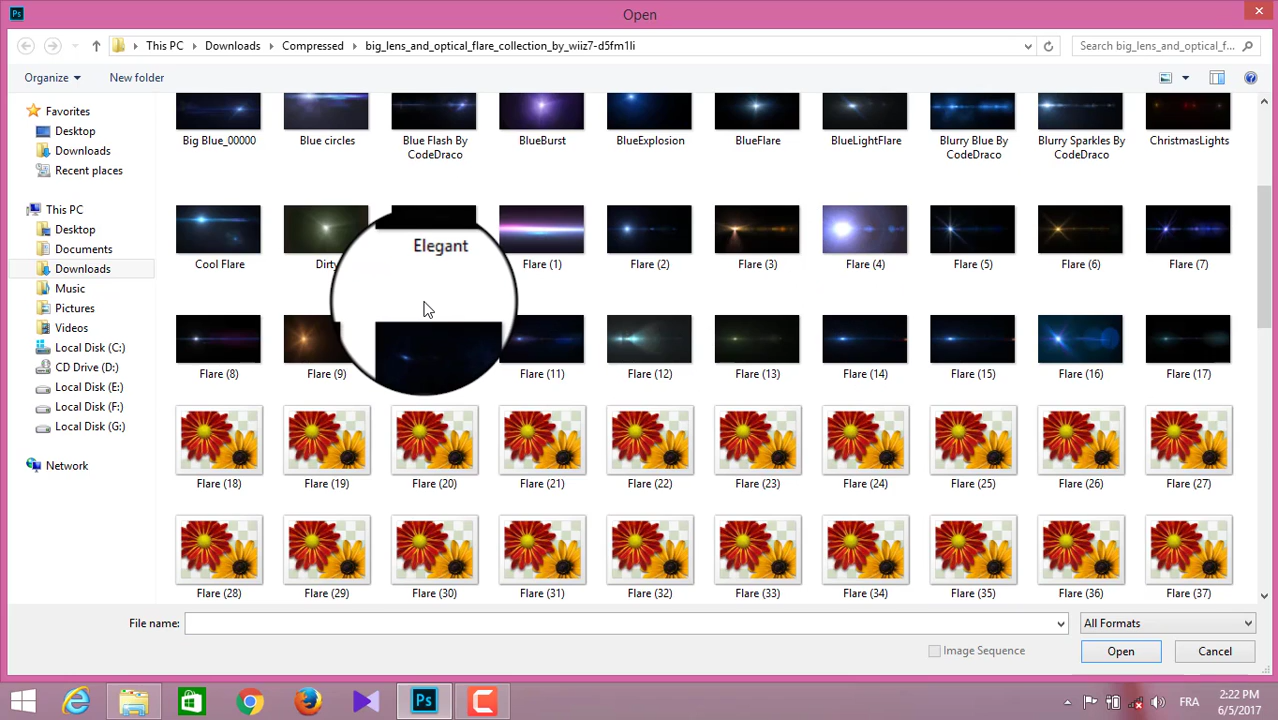 Ps
Open
This PC
Downloads
Compressed
big_lens_and_optical_flare_collection_by_wiiz7-d5fm1li
Search big_lens_and_optical_f...
Organize
New folder
Favorites
Desktop
Downloads
Recent places
This PC
Desktop
Documents
Downloads
Music
Pictures
Videos
Local Disk (C:)
CD Drive (D:)
Local Disk (E:)
Local Disk (F:)
Local Disk (G:)
Network
Big Blue_00000
Blue circles
Blue Flash By CodeDraco
BlueBurst
BlueExplosion
BlueFlare
BlueLightFlare
Blurry Blue By CodeDraco
Blurry Sparkles By CodeDraco
ChristmasLights
Cool Flare
Elegant
Flare (1)
Flare (2)
Flare (3)
Flare (4)
Flare (5)
Flare (6)
Flare (7)
Flare (8)
Flare (9)
Flare (11)
Flare (12)
Flare (13)
Flare (14)
Flare (15)
Flare (16)
Flare (17)
Flare (18)
Flare (19)
Flare (20)
Flare (21)
Flare (22)
Flare (23)
Flare (24)
Flare (25)
Flare (26)
Flare (27)
Flare (28)
Flare (29)
Flare (30)
Flare (31)
Flare (32)
Flare (33)
Flare (34)
Flare (35)
Flare (36)
Flare (37)
File name:
All Formats
Image Sequence
Open
Cancel
Ps
FRA
2:22 PM
6/5/2017